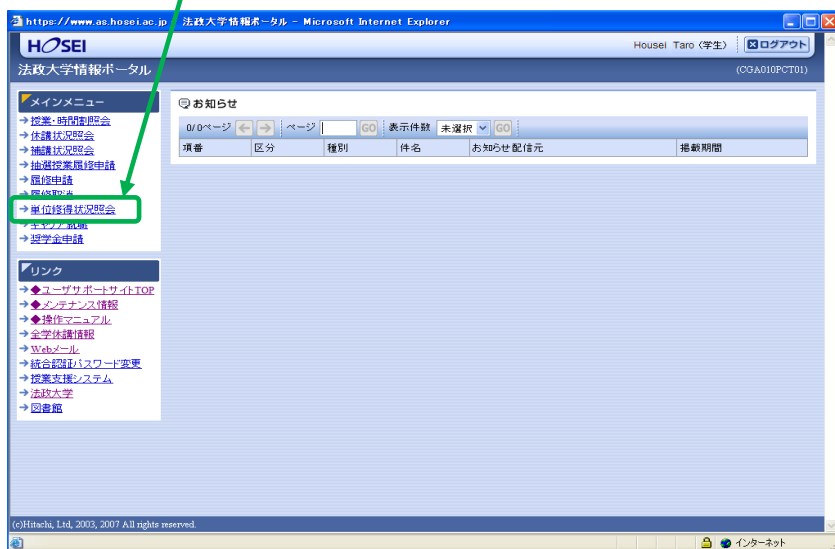 https://www.as.hosei.ac.jp - 法政大学情報ポータル - Microsoft Internet Explorer
HOSEI
Housei Taro (学生)
ログアウト
法政大学情報ポータル
(CGA010PCT01)
メインメニュー
授業・時間割照会
休講状況照会
補講状況照会
抽選授業履修申請
履修申請
履修取消
単位修得状況照会
キャリア就職
奨学金申請
リンク
◆ユーザサポートサイトTOP
◆メンテナンス情報
◆操作マニュアル
全学休講情報
Webメール
統合認証パスワード変更
授業支援システム
法政大学
図書館
お知らせ
0/0ページ ページ GO 表示件数 未選択 GO
項番 区分 種別 件名 お知らせ配信元 掲載期間
(c)Hitachi, Ltd, 2003, 2007 All rights reserved.
インターネット